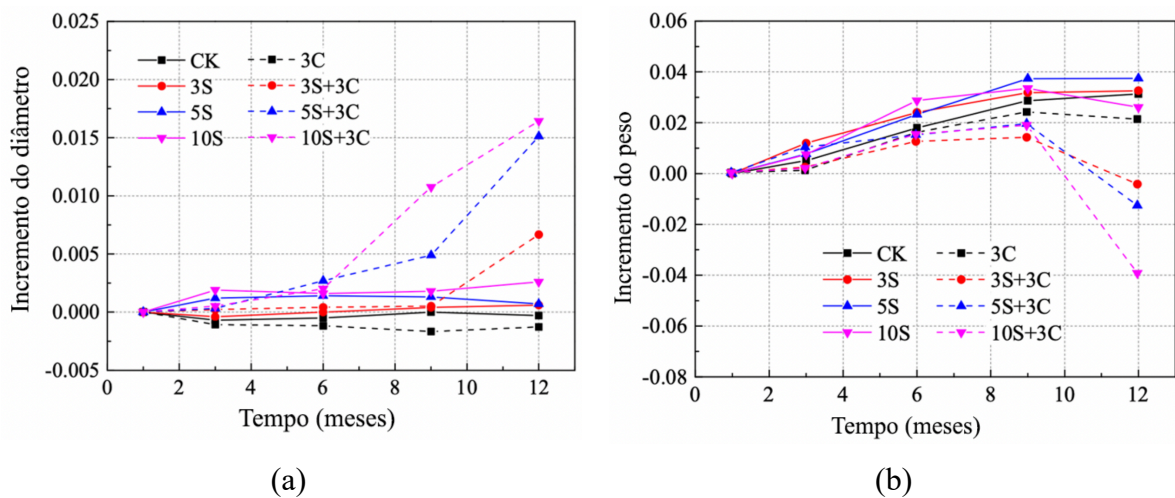 0.025
0.020
0.015
0.010
0.005
0.000
-0.005
Incremento do diâmetro
CK 3C
3S 3S+3C
5S 5S+3C
10S 10S+3C
0 2 4 6 8 10 12
Tempo (meses)
(a)
0.06
0.04
0.02
0.00
-0.02
-0.04
-0.06
-0.08
Incremento do peso
CK 3C
3S 3S+3C
5S 5S+3C
10S 10S+3C
0 2 4 6 8 10 12
Tempo (meses)
(b)